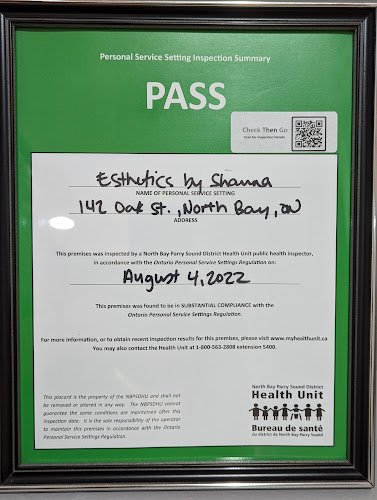 Personal Service Setting Inspection Summary
PASS
Check Then Go
Scan for Inspection Details
Esthetics by Shanna
NAME OF PERSONAL SERVICE SETTING
142 Oak St., North Bay, ON
ADDRESS
This premises was inspected by a North Bay Parry Sound District Health Unit public health inspector,
in accordance with the Ontario Personal Service Settings Regulation on:
August 4, 2022
This premises was found to be in SUBSTANTIAL COMPLIANCE with the
Ontario Personal Service Settings Regulation.
For more information, or to obtain recent inspection results for this premises, please visit www.myhealthunit.ca
You may also contact the Health Unit at 1-800-563-2808 extension 5400.
This placard is the property of the NBPSDHU and shall
not be removed or altered in any way. The NBPSDHU cannot
guarantee the same conditions are maintained after this
inspection date. It is the sole responsibility of the operator
to maintain this premises in accordance with the Ontario
Personal Service Settings Regulation.
North Bay Parry Sound District
Health Unit
Bureau de santé
du district de North Bay-Parry Sound